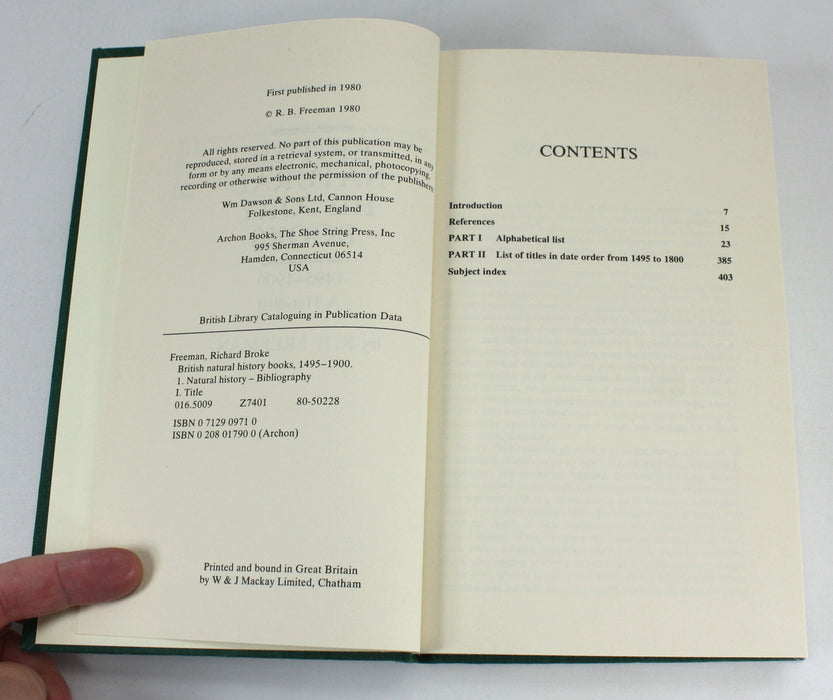 First published in 1980
© R. B. Freeman 1980
All rights reserved. No part of this publication may be
reproduced, stored in a retrieval system, or transmitted, in any
form or by any means electronic, mechanical, photocopying,
recording or otherwise without the permission of the publishers
Wm Dawson & Sons Ltd, Cannon House
Folkestone, Kent, England
Archon Books, The Shoe String Press, Inc
995 Sherman Avenue,
Hamden, Connecticut 06514
USA
British Library Cataloguing in Publication Data
Freeman, Richard Broke
British natural history books, 1495–1900.
1. Natural history – Bibliography
I. Title
016.5009 Z7401 80-50228
ISBN 0 7129 0971 0
ISBN 0 208 01790 0 (Archon)
Printed and bound in Great Britain
by W & J Mackay Limited, Chatham
CONTENTS
Introduction 7
References 15
PART I Alphabetical list 23
PART II List of titles in date order from 1495 to 1800 385
Subject index 403